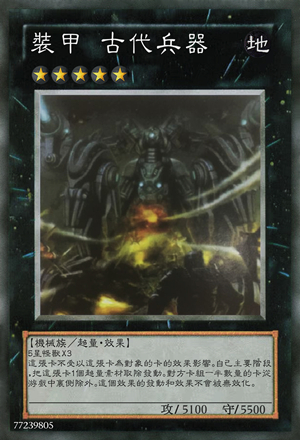 裝甲 古代兵器 地
【機械族／超量・效果】
5星怪獸X3
這張卡不受以這張卡為對象的卡的效果影響。自己主要階段
,把這張卡1個超量素材取除發動。對方卡組一半數量的卡從
游戲中裏側除外。這個效果的發動和效果不會被無效化。
攻/5100 守/5500
77239805